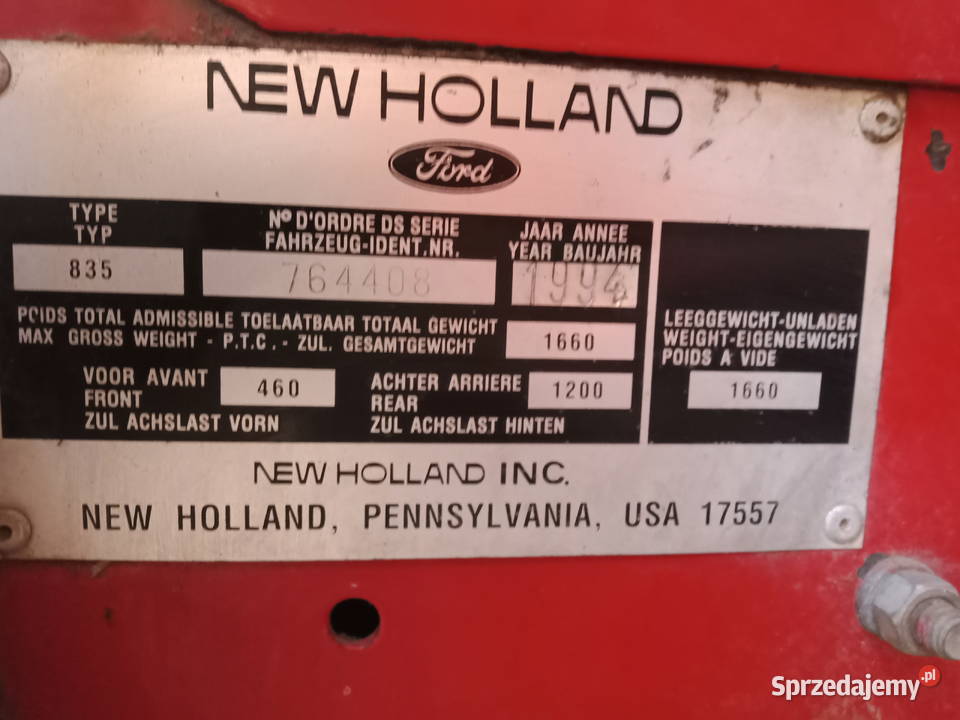 NEW HOLLAND
Ford
TYPE
TYP
835
Nº D'ORDRE DS SERIE
FAHRZEUG-IDENT.NR.
764408
JAAR ANNEE
YEAR BAUJAHR
1994
POIDS TOTAL ADMISSIBLE TOELAATBAAR TOTAAL GEWICHT
MAX GROSS WEIGHT - P.T.C. - ZUL. GESAMTGEWICHT
1660
VOOR AVANT
FRONT
460
ZUL ACHSLAST VORN
ACHTER ARRIERE
REAR
1200
ZUL ACHSLAST HINTEN
LEEGGEWICHT-UNLADEN
WEIGHT-EIGENGEWICHT
POIDS A VIDE
1660
NEW HOLLAND INC.
NEW HOLLAND, PENNSYLVANIA, USA 17557
Sprzedajemy.pl